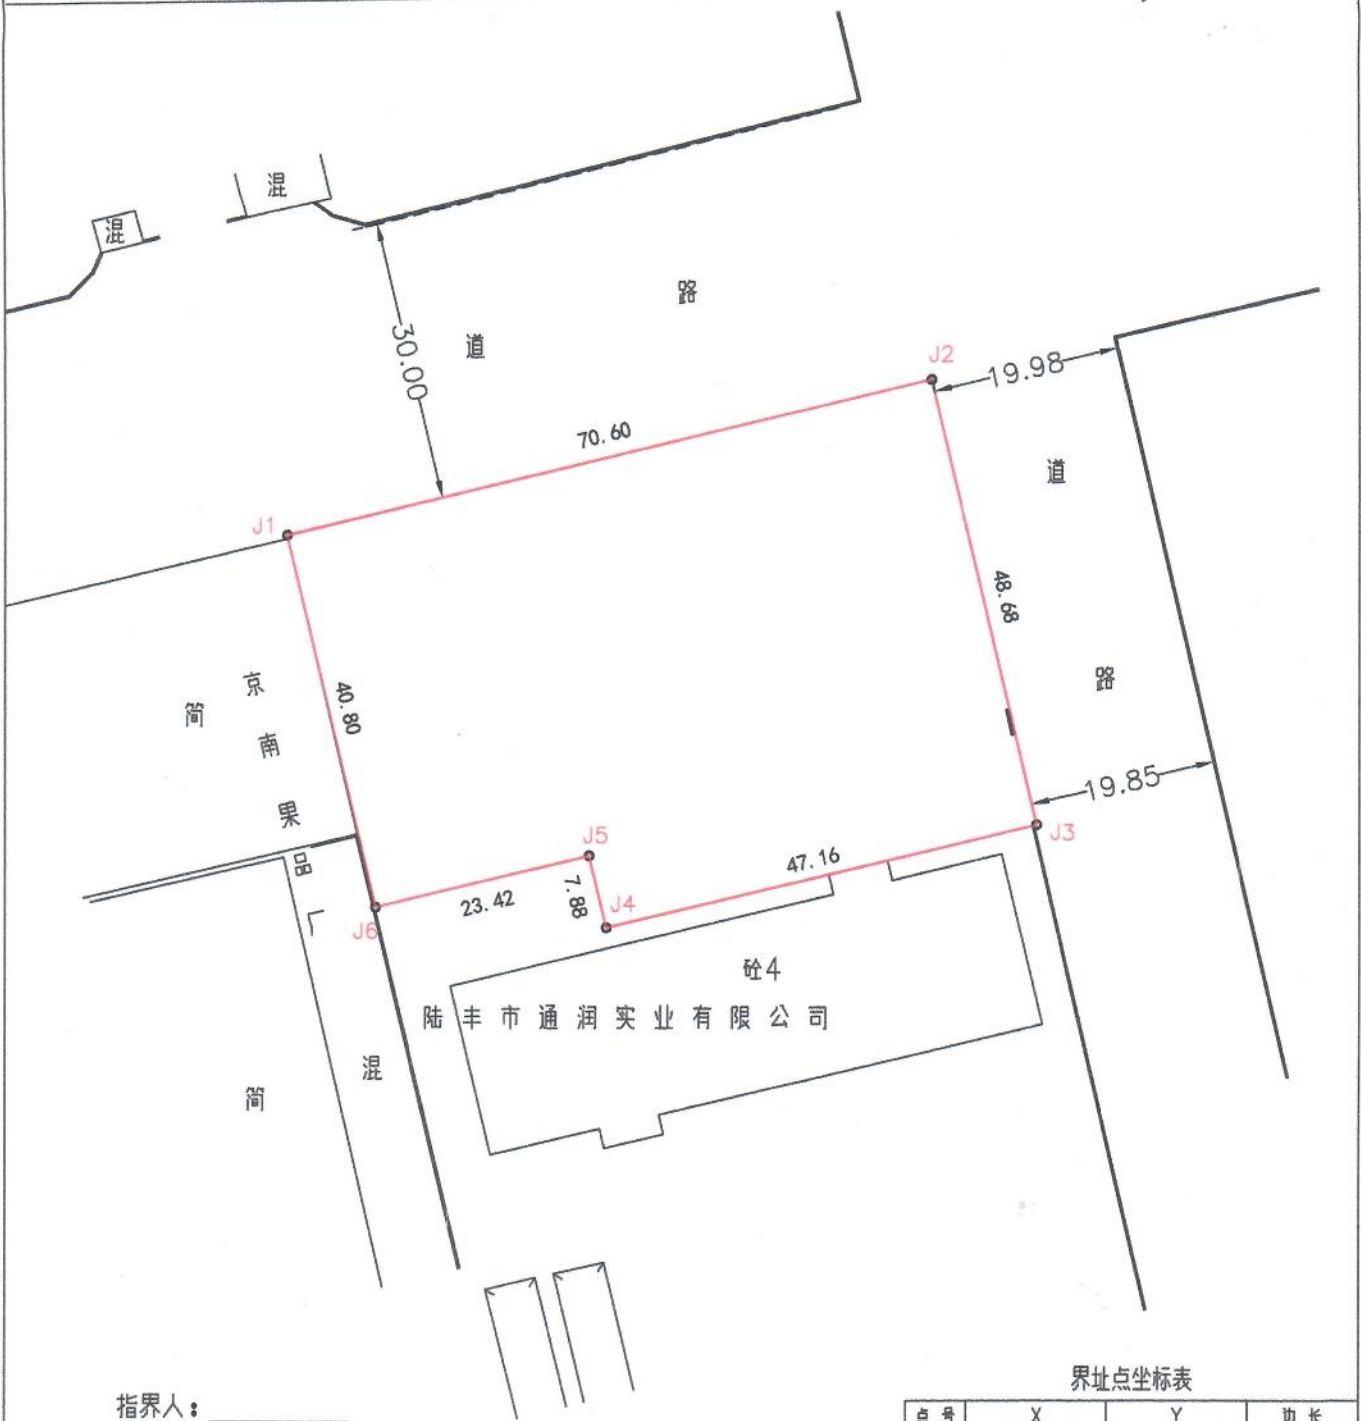 混
混
路
道
30.00
J2
19.98
70.60
道
J1
48.68
路
京南果品厂
简
40.80
19.85
J3
J5
47.16
7.88
J4
23.42
J6
砼4
陆丰市通润实业有限公司
混
简
界址点坐标表
指界人：
点号 X Y 边长